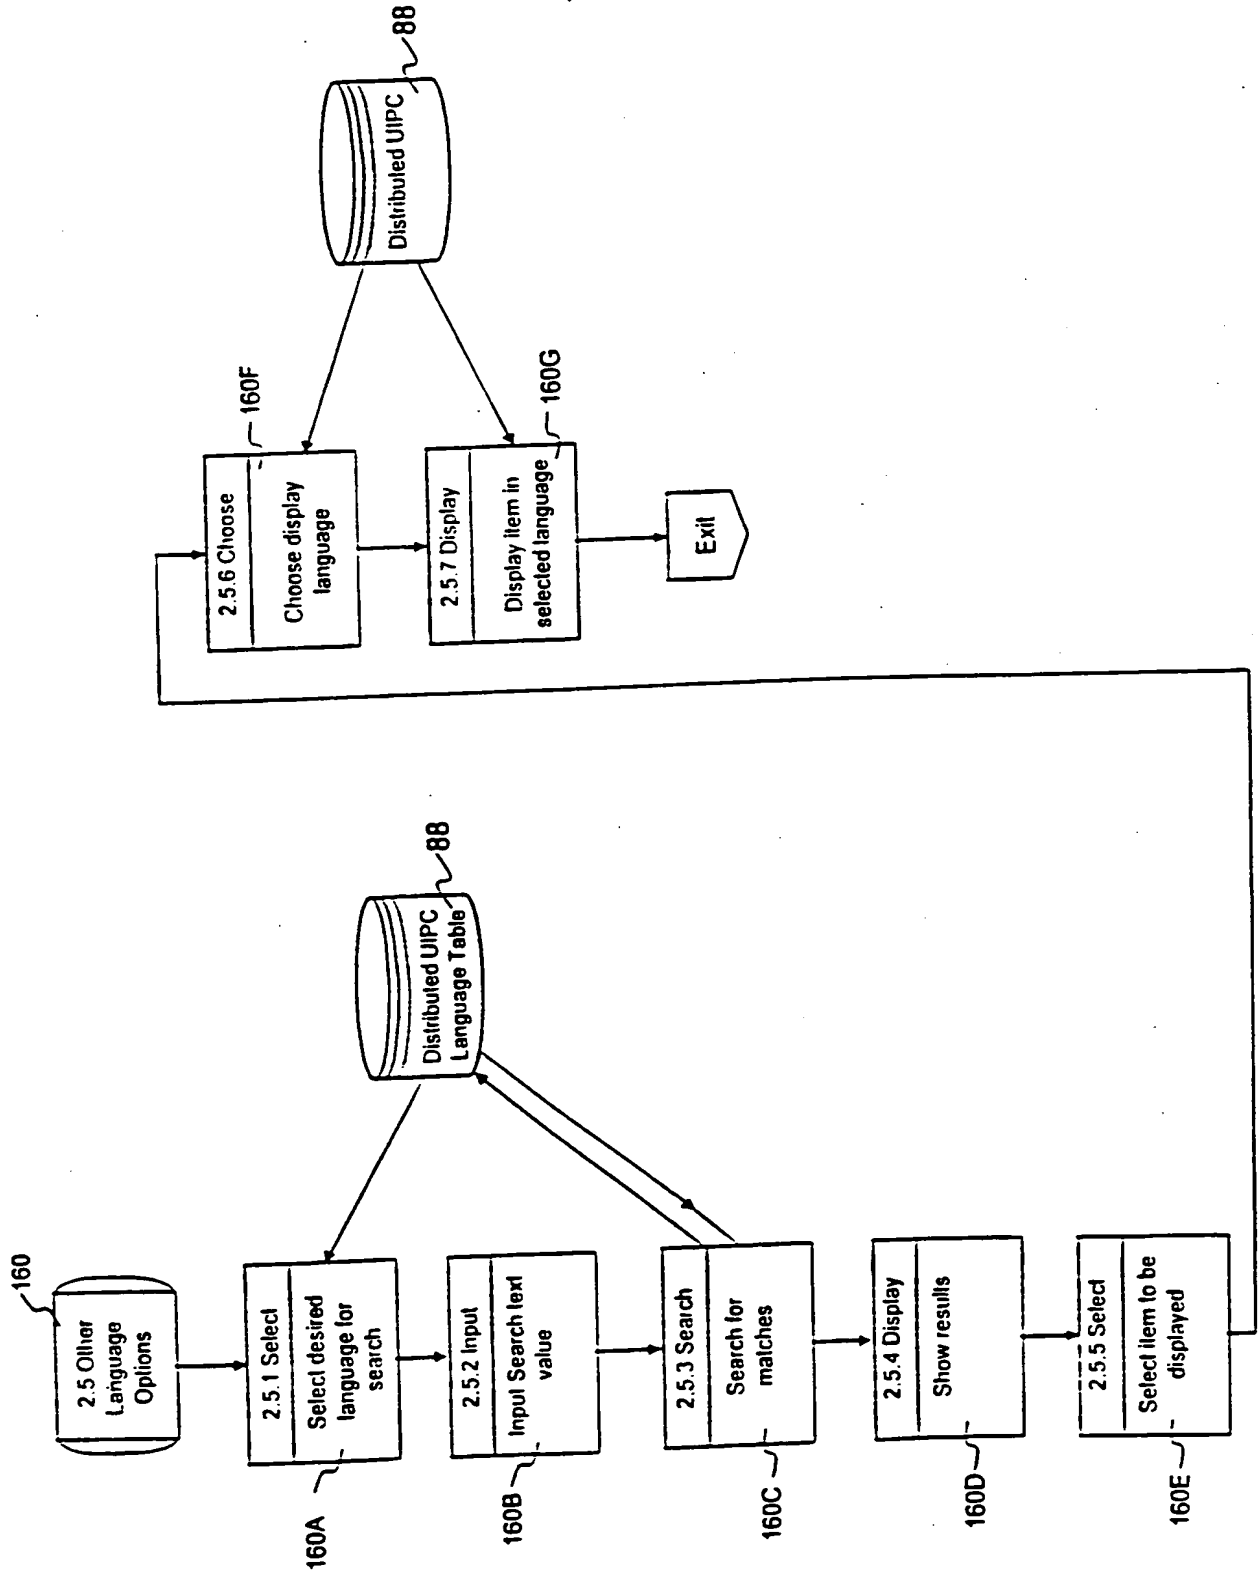 160
2.5 Other
Language
Options
2.5.1 Select
Select desired
language for
search
160A
2.5.2 Input
Input Search text
value
160B
2.5.3 Search
Search for
matches
160C
2.5.4 Display
Show results
160D
2.5.5 Select
Select item to be
displayed
160E
Distributed UIPC
Language Table
88
2.5.6 Choose
Choose display
language
160F
2.5.7 Display
Display item in
selected language
160G
Exit
Distributed UIPC
88